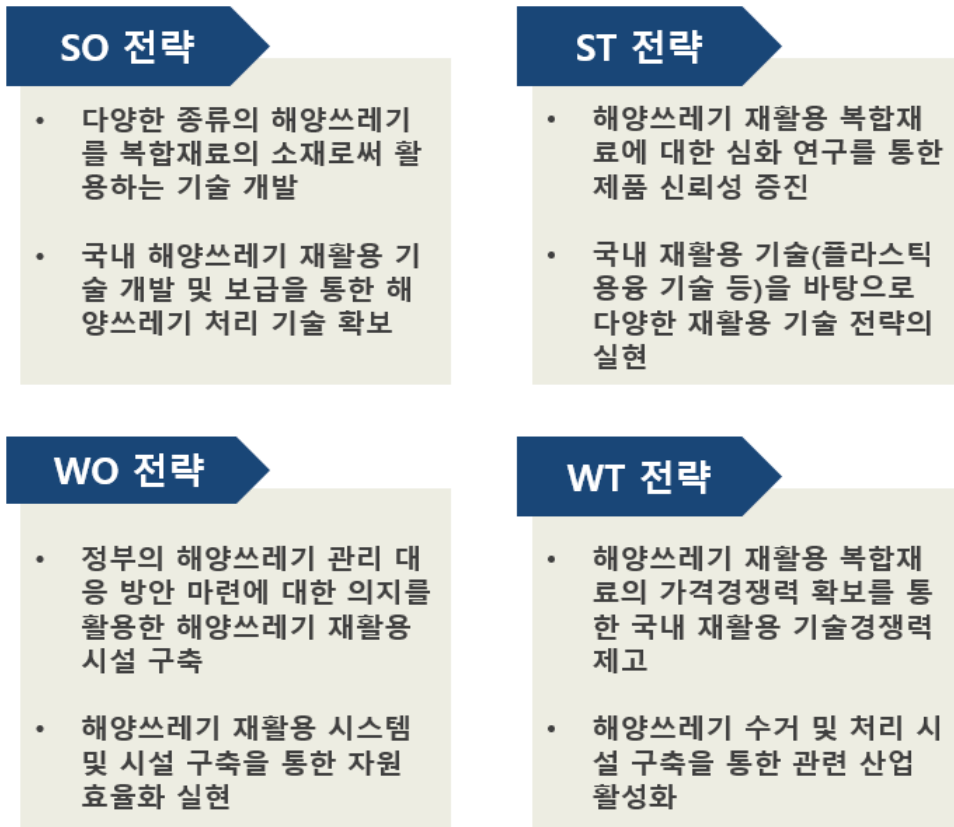 SO 전략
• 다양한 종류의 해양쓰레기
를 복합재료의 소재로써 활
용하는 기술 개발
• 국내 해양쓰레기 재활용 기
술 개발 및 보급을 통한 해
양쓰레기 처리 기술 확보
ST 전략
• 해양쓰레기 재활용 복합재
료에 대한 심화 연구를 통한
제품 신뢰성 증진
• 국내 재활용 기술(플라스틱
용융 기술 등)을 바탕으로
다양한 재활용 기술 전략의
실현
WO 전략
• 정부의 해양쓰레기 관리 대
응 방안 마련에 대한 의지를
활용한 해양쓰레기 재활용
시설 구축
• 해양쓰레기 재활용 시스템
및 시설 구축을 통한 자원
효율화 실현
WT 전략
• 해양쓰레기 재활용 복합재
료의 가격경쟁력 확보를 통
한 국내 재활용 기술경쟁력
제고
• 해양쓰레기 수거 및 처리 시
설 구축을 통한 관련 산업
활성화